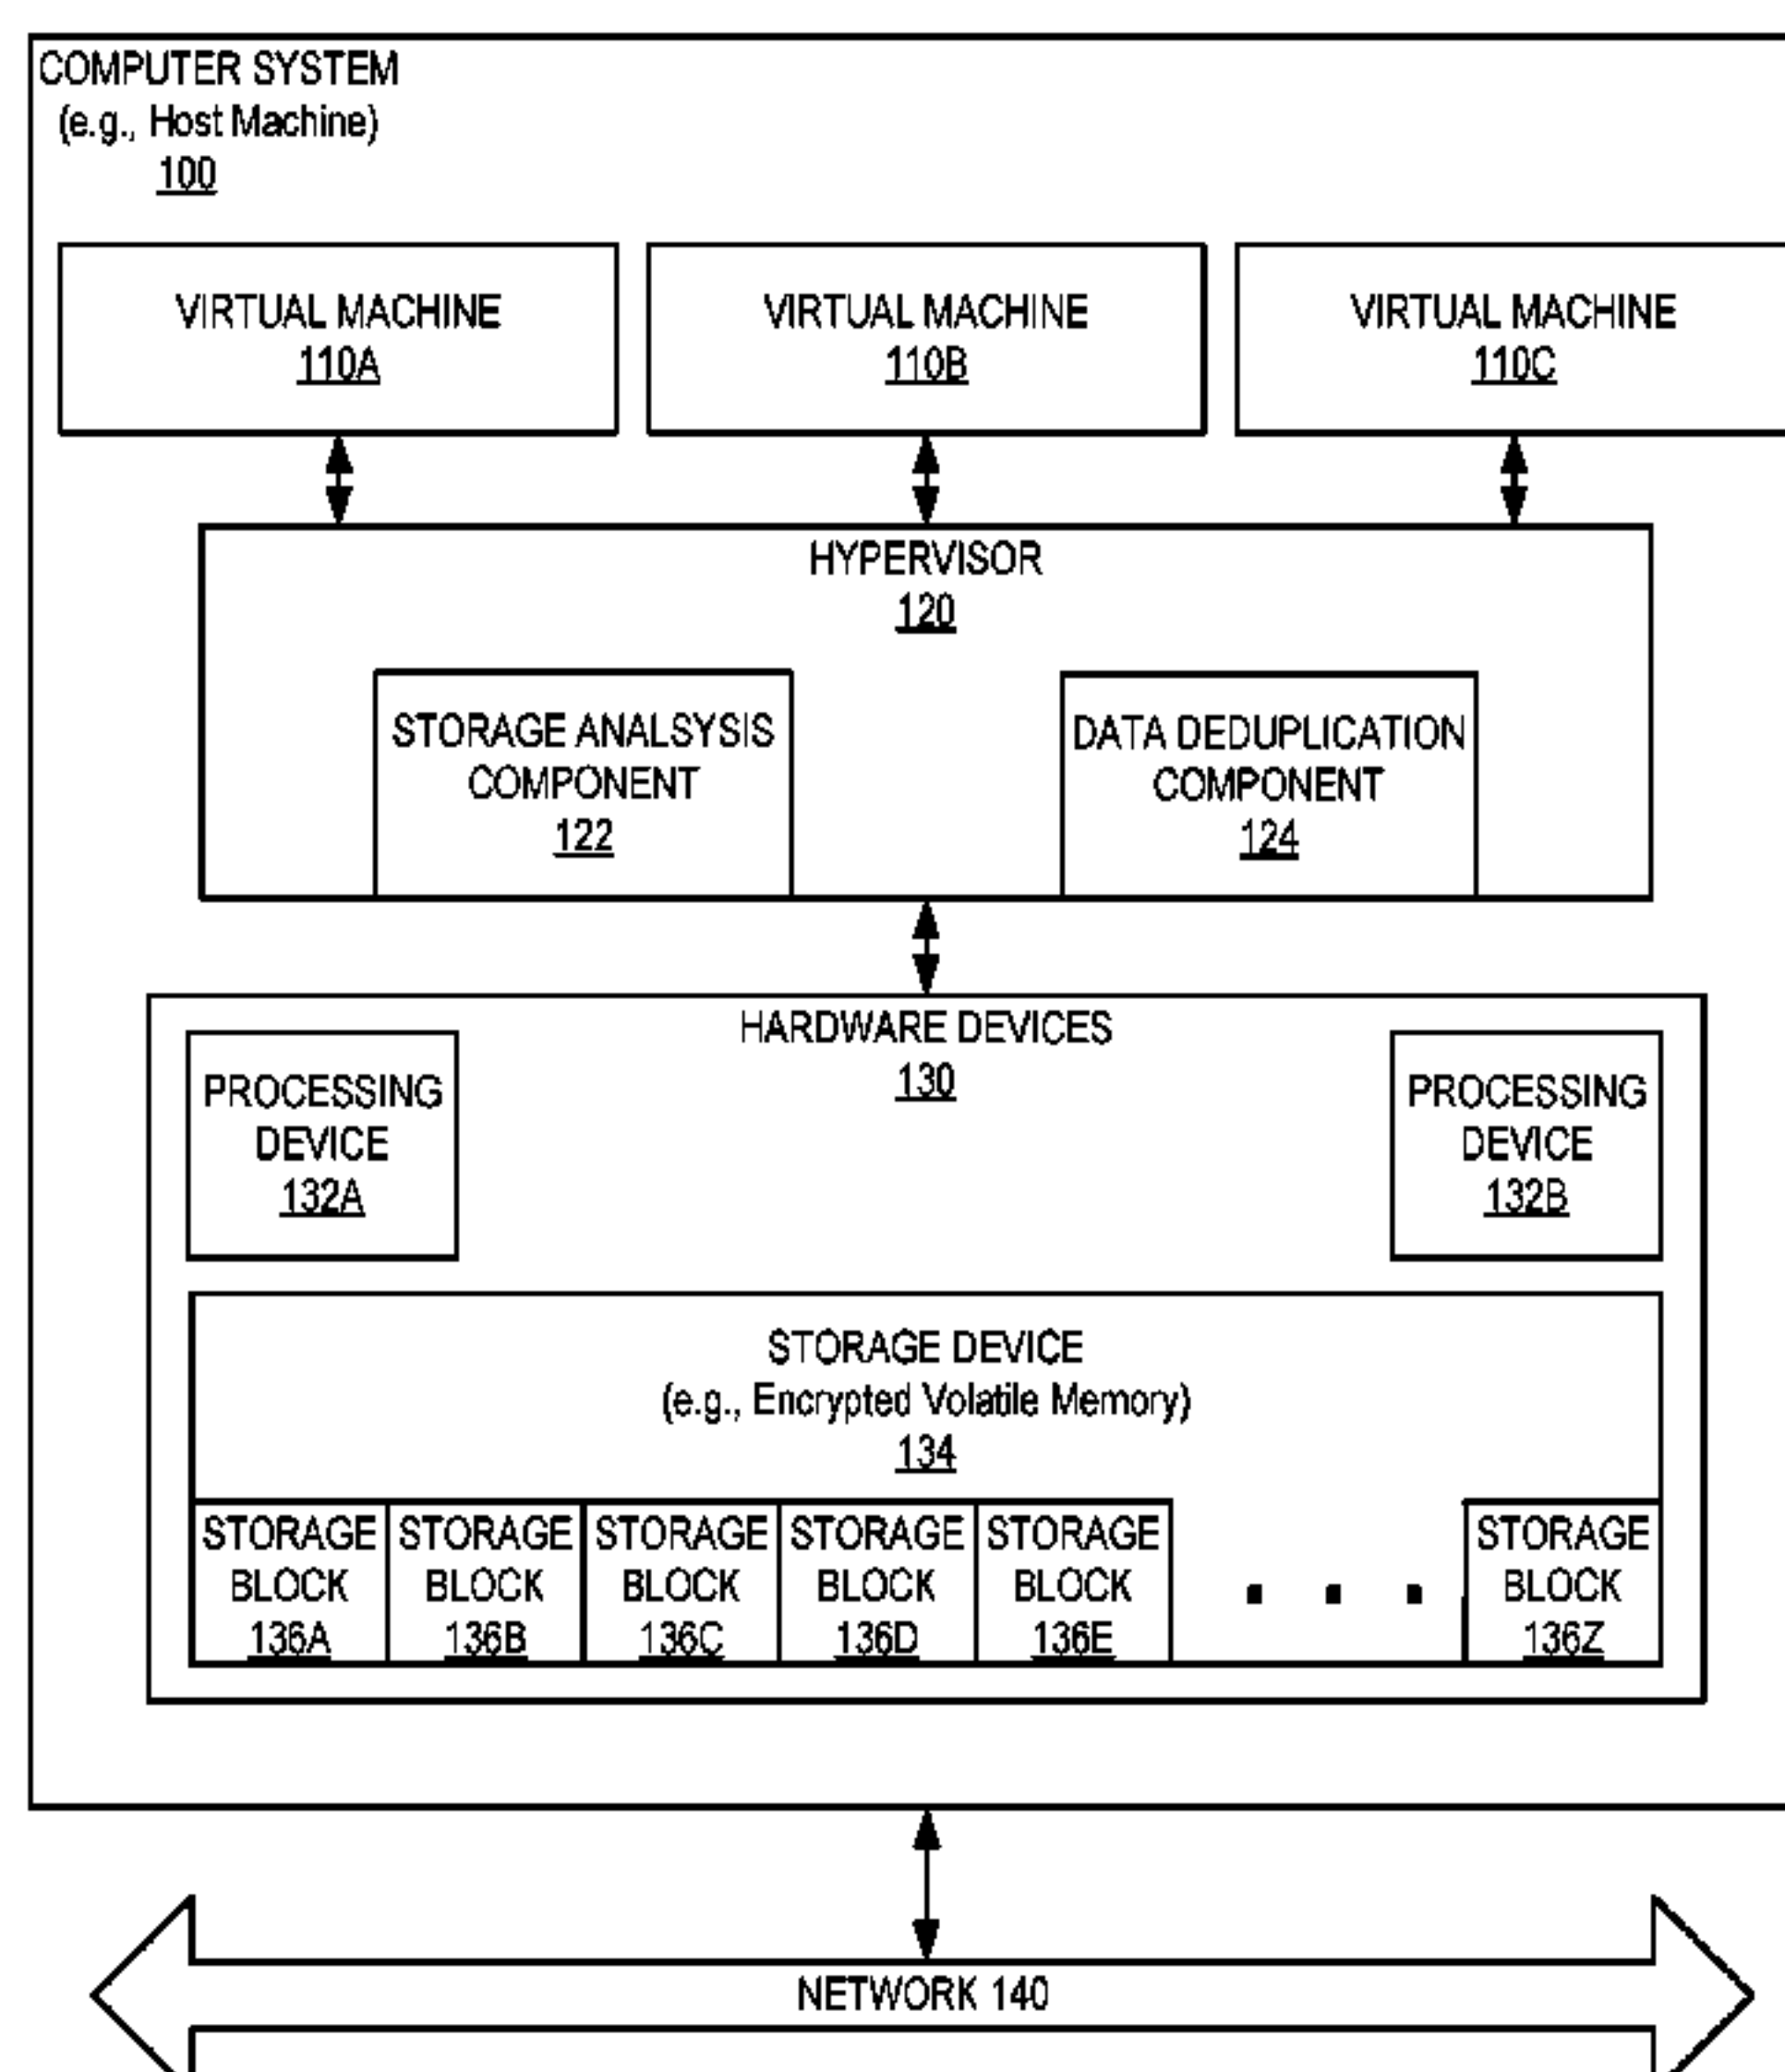 COMPUTER SYSTEM
(e.g., Host Machine)
100
VIRTUAL MACHINE
110A
VIRTUAL MACHINE
110B
VIRTUAL MACHINE
110C
HYPERVISOR
120
STORAGE ANALSYSIS
COMPONENT
122
DATA DEDUPLICATION
COMPONENT
124
HARDWARE DEVICES
130
PROCESSING
DEVICE
132A
PROCESSING
DEVICE
132B
STORAGE DEVICE
(e.g., Encrypted Volatile Memory)
134
STORAGE
BLOCK
136A
STORAGE
BLOCK
136B
STORAGE
BLOCK
136C
STORAGE
BLOCK
136D
STORAGE
BLOCK
136E
. . .
STORAGE
BLOCK
136Z
NETWORK 140